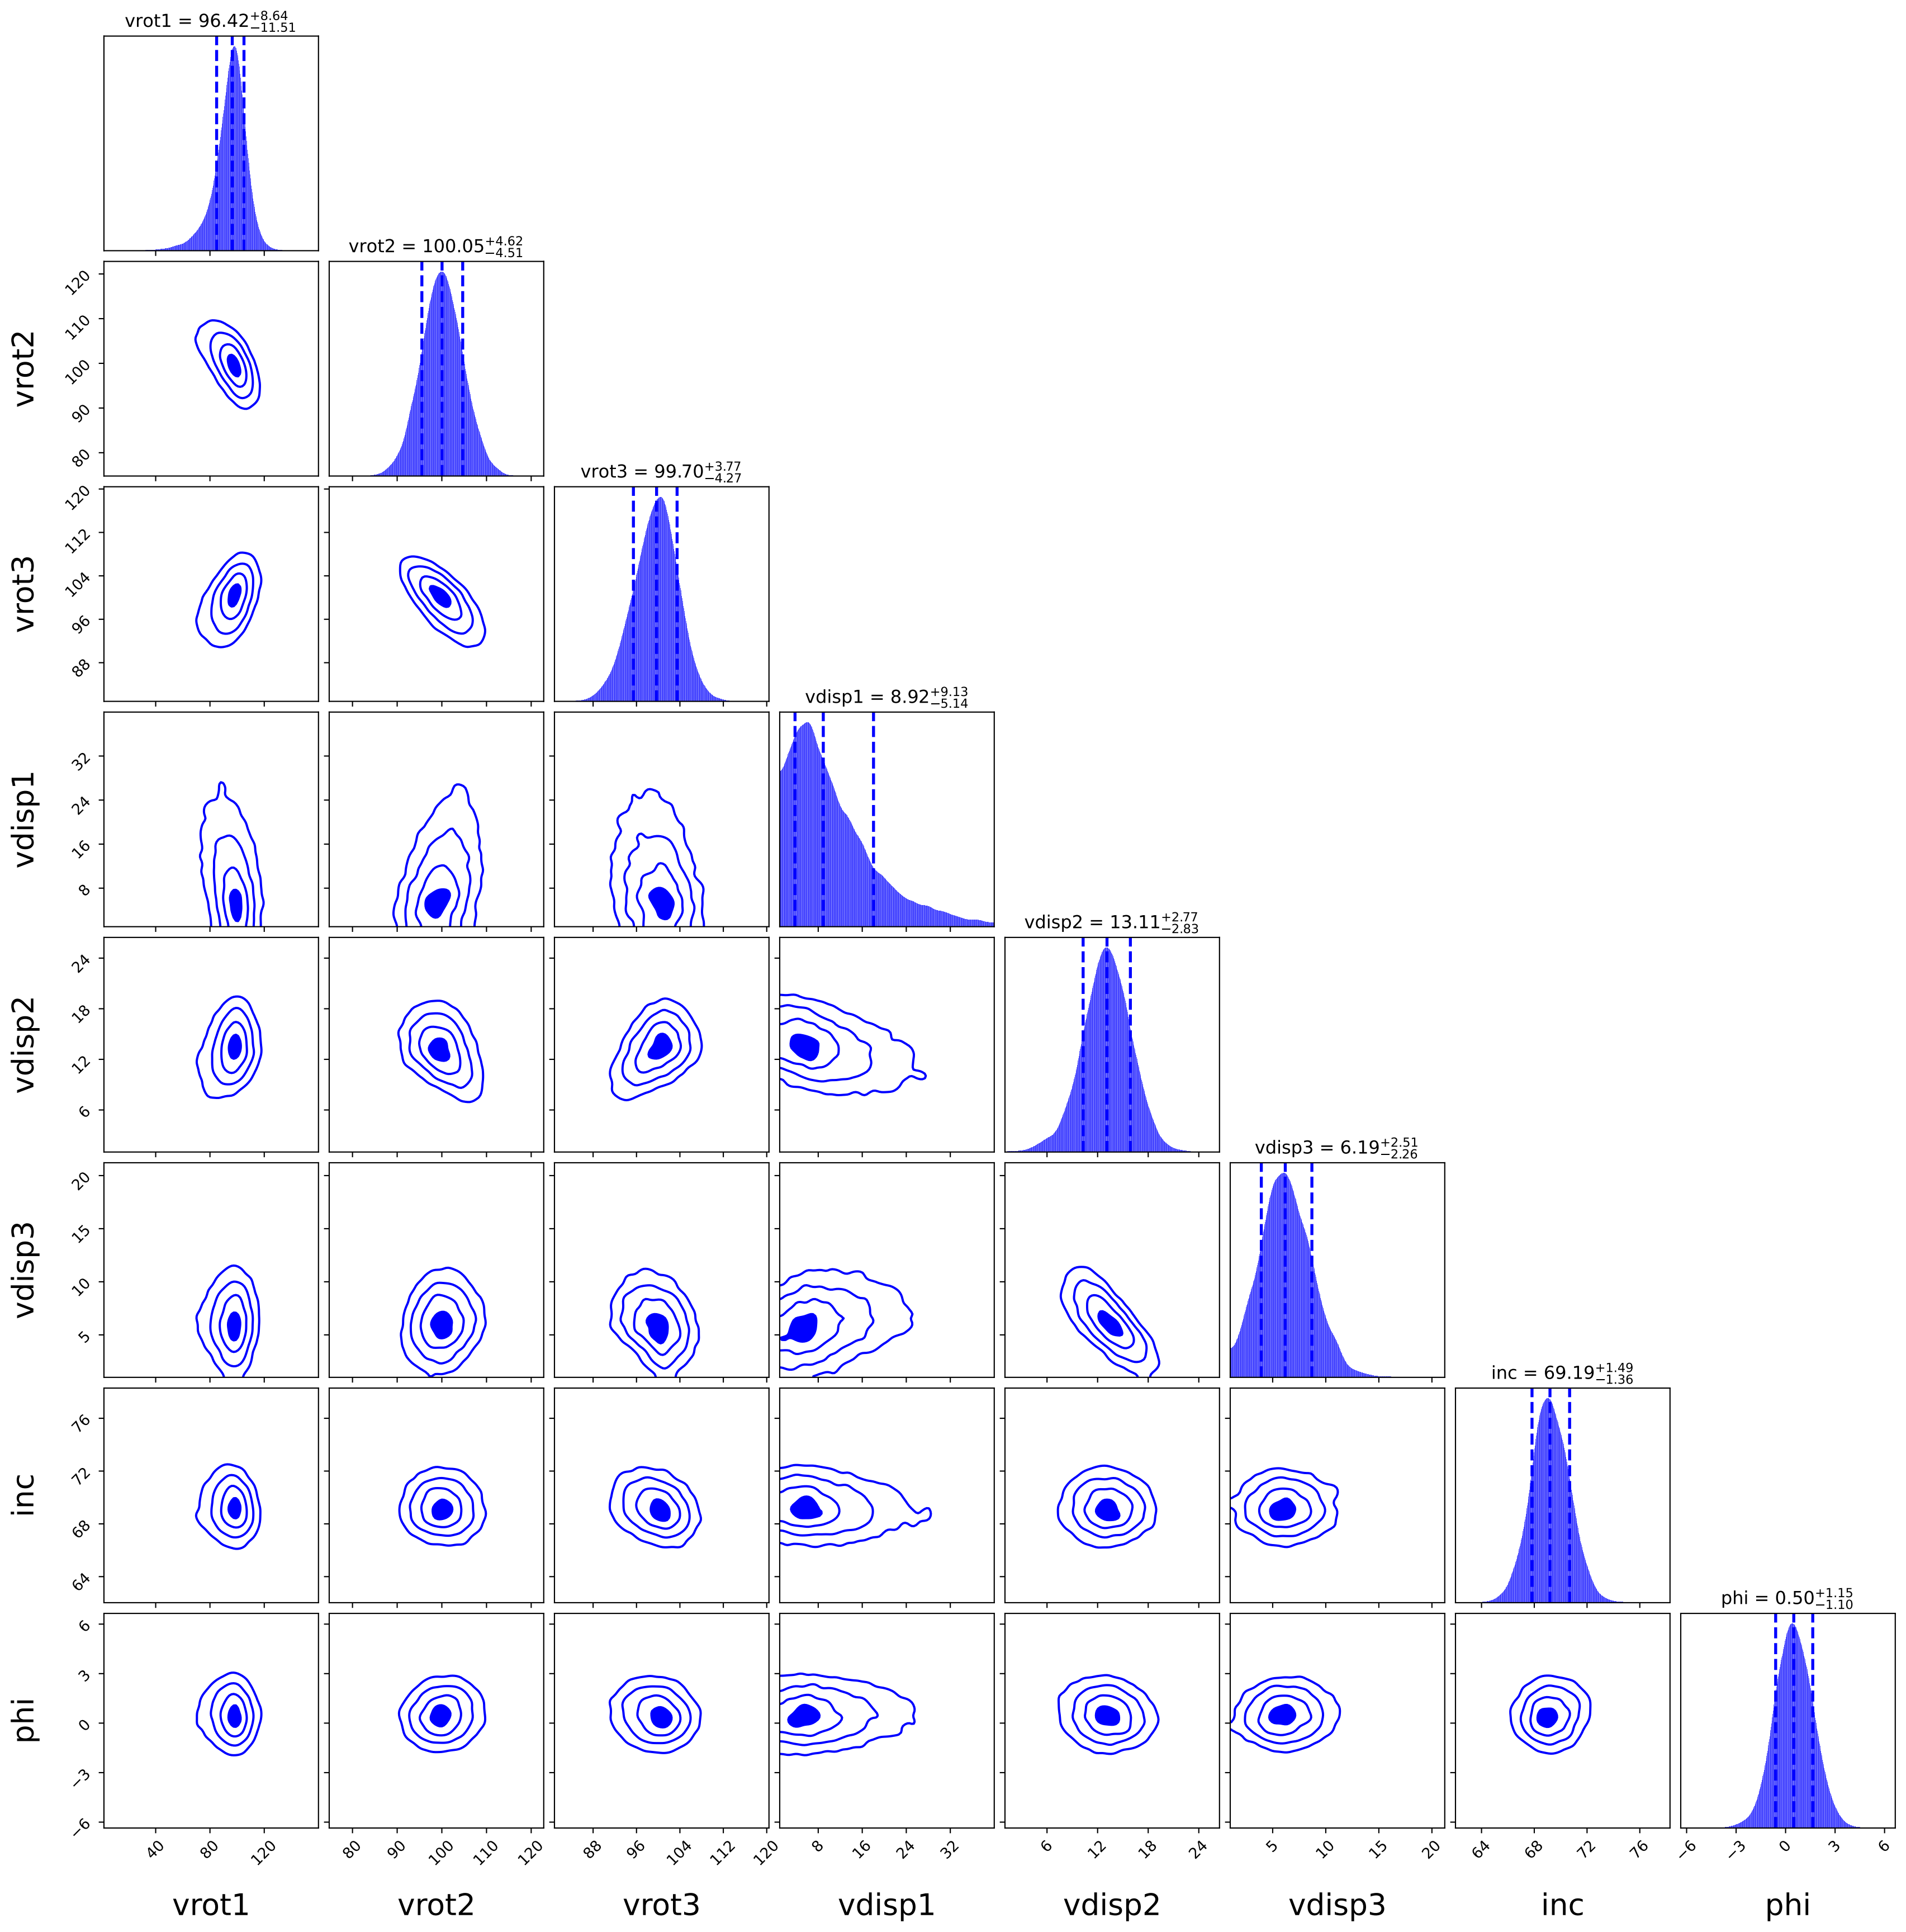 vrot1 = 96.42+8.64−11.51
vrot2 = 100.05+4.62−4.51
120
110
100
90
80
vrot2
vrot3 = 99.70+3.77−4.27
120
112
104
96
88
vrot3
vdisp1 = 8.92+9.13−5.14
32
24
16
8
vdisp1
vdisp2 = 13.11+2.77−2.83
24
18
12
6
vdisp2
vdisp3 = 6.19+2.51−2.26
20
15
10
5
vdisp3
inc = 69.19+1.49−1.36
76
72
68
64
inc
phi = 0.50+1.15−1.10
6
3
0
−3
−6
phi
40 80 120 80 90 100 110 120 88 96 104 112 120 8 16 24 32 6 12 18 24 5 10 15 20 64 68 72 76 −6 −3 0 3 6
vrot1 vrot2 vrot3 vdisp1 vdisp2 vdisp3 inc phi